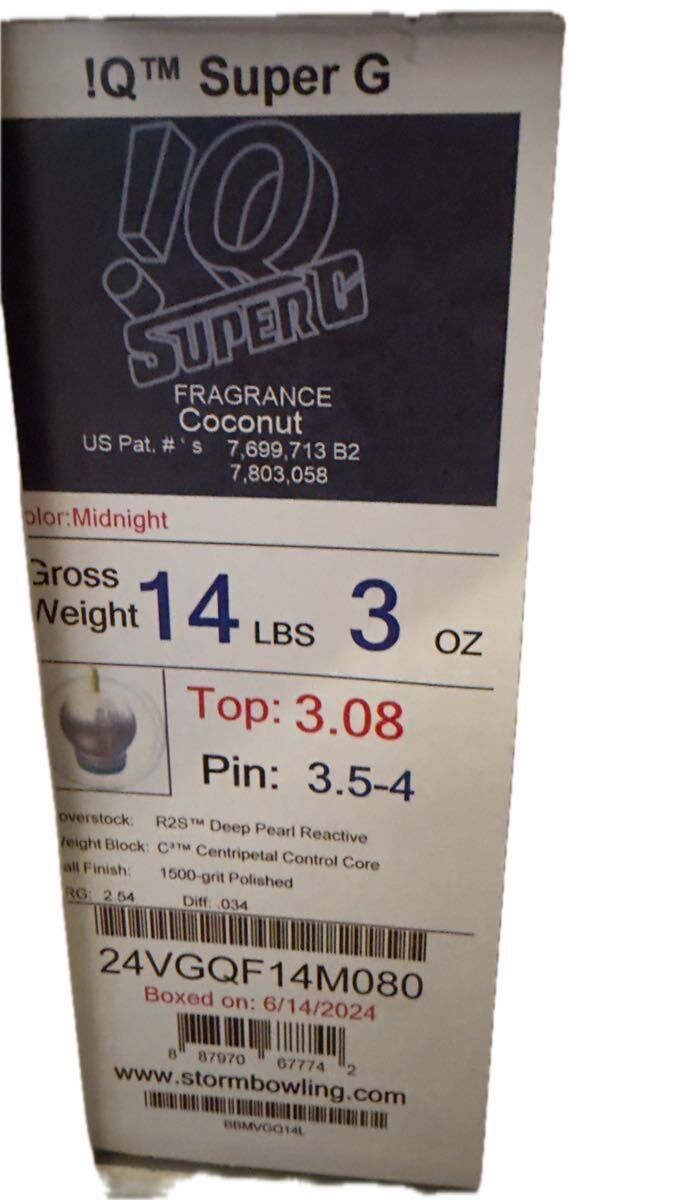 !Q™ Super G
!Q
SUPER G
FRAGRANCE
Coconut
US Pat. #'s 7,699,713 B2
7,803,058
olor:Midnight
Gross
Weight 14 LBS 3 OZ
Top: 3.08
Pin: 3.5-4
overstock: R2S™ Deep Pearl Reactive
eight Block: C³™ Centripetal Control Core
all Finish: 1500-grit Polished
RG: 2.54 Diff: .034
24VGQF14M080
Boxed on: 6/14/2024
8 87970 67774 2
www.stormbowling.com
BBMVGQ14L